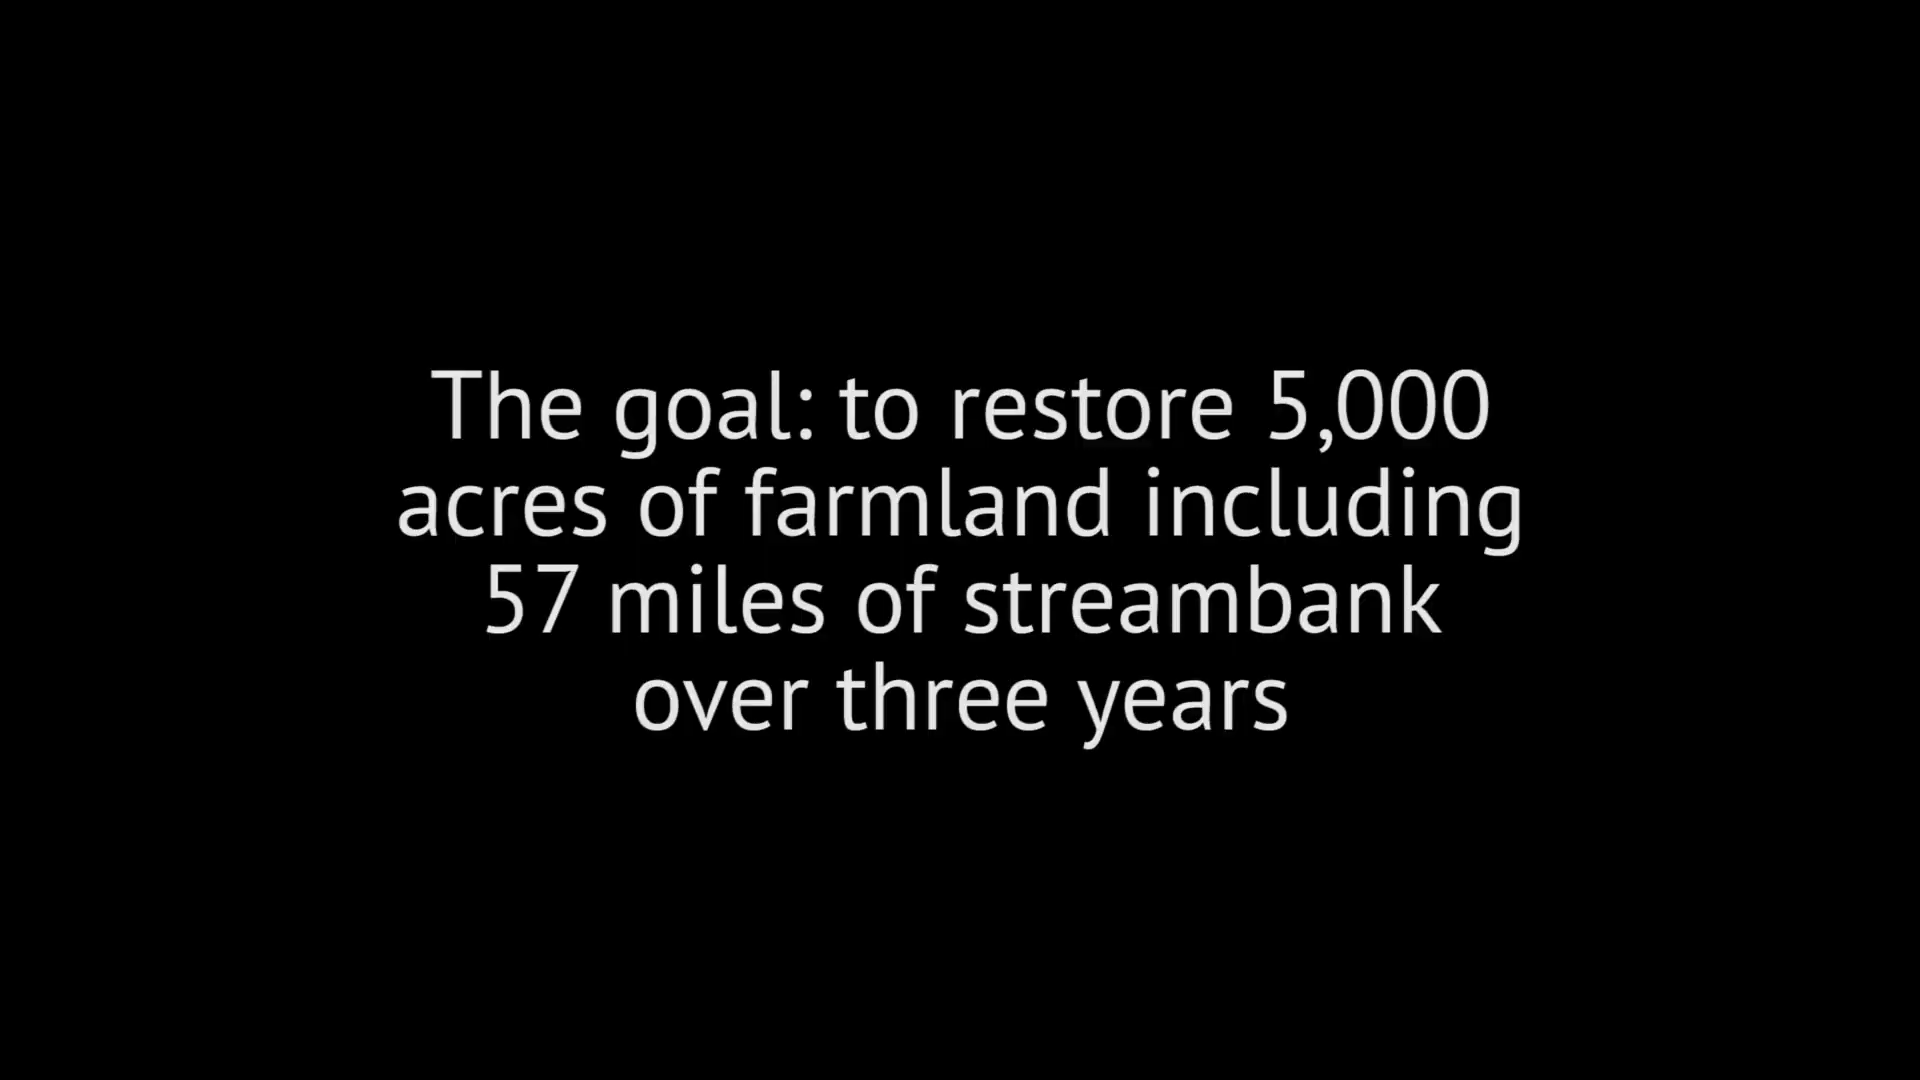 The goal: to restore 5,000
acres of farmland including
57 miles of streambank
over three years